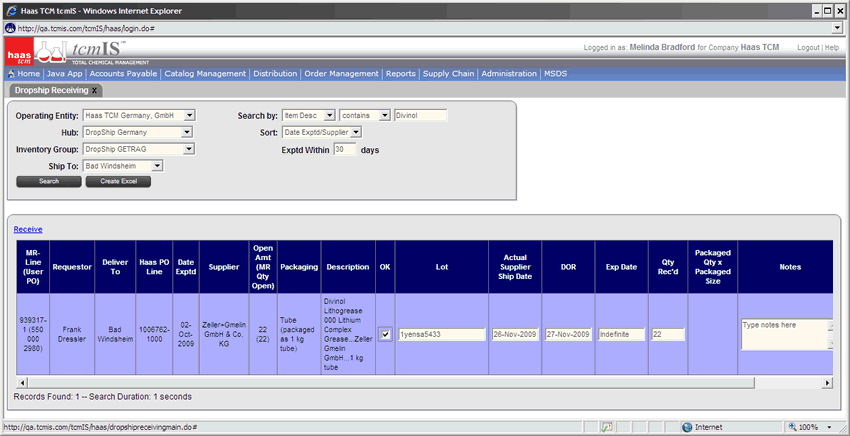 Haas TCM tcmIS - Windows Internet Explorer
http://qa.tcmis.com/tcmIS/haas/login.do#
haas tcm tcmIS™ TOTAL CHEMICAL MANAGEMENT
Logged in as: Melinda Bradford for Company Haas TCM Logout | Help
Home | Java App | Accounts Payable | Catalog Management | Distribution | Order Management | Reports | Supply Chain | Administration | MSDS
Dropship Receiving x
Operating Entity: Haas TCM Germany, GmbH Search by: Item Desc contains Divinol
Hub: DropShip Germany Sort: Date Exptd/Supplier
Inventory Group: DropShip GETRAG Exptd Within 30 days
Ship To: Bad Windsheim
Search Create Excel
Receive
MR-Line (User PO) Requestor Deliver To Haas PO Line Date Exptd Supplier Open Amt (MR Qty Open) Packaging Description OK Lot Actual Supplier Ship Date DOR Exp Date Qty Rec'd Packaged Qty x Packaged Size Notes
939317-1 (550 000 2980) Frank Dressler Bad Windsheim 1006762-1000 02-Oct-2009 Zeller+Gmelin GmbH & Co. KG 22 (22) Tube (packaged as 1 kg tube) Divinol Lithogrease 000 Lithium Complex Grease...Zeller Gmelin GmbH...1 kg tube 1yensa5433 26-Nov-2009 27-Nov-2009 Indefinite 22 Type notes here
Records Found: 1 -- Search Duration: 1 seconds
http://qa.tcmis.com/tcmIS/haas/dropshipreceivingmain.do# Internet 100%